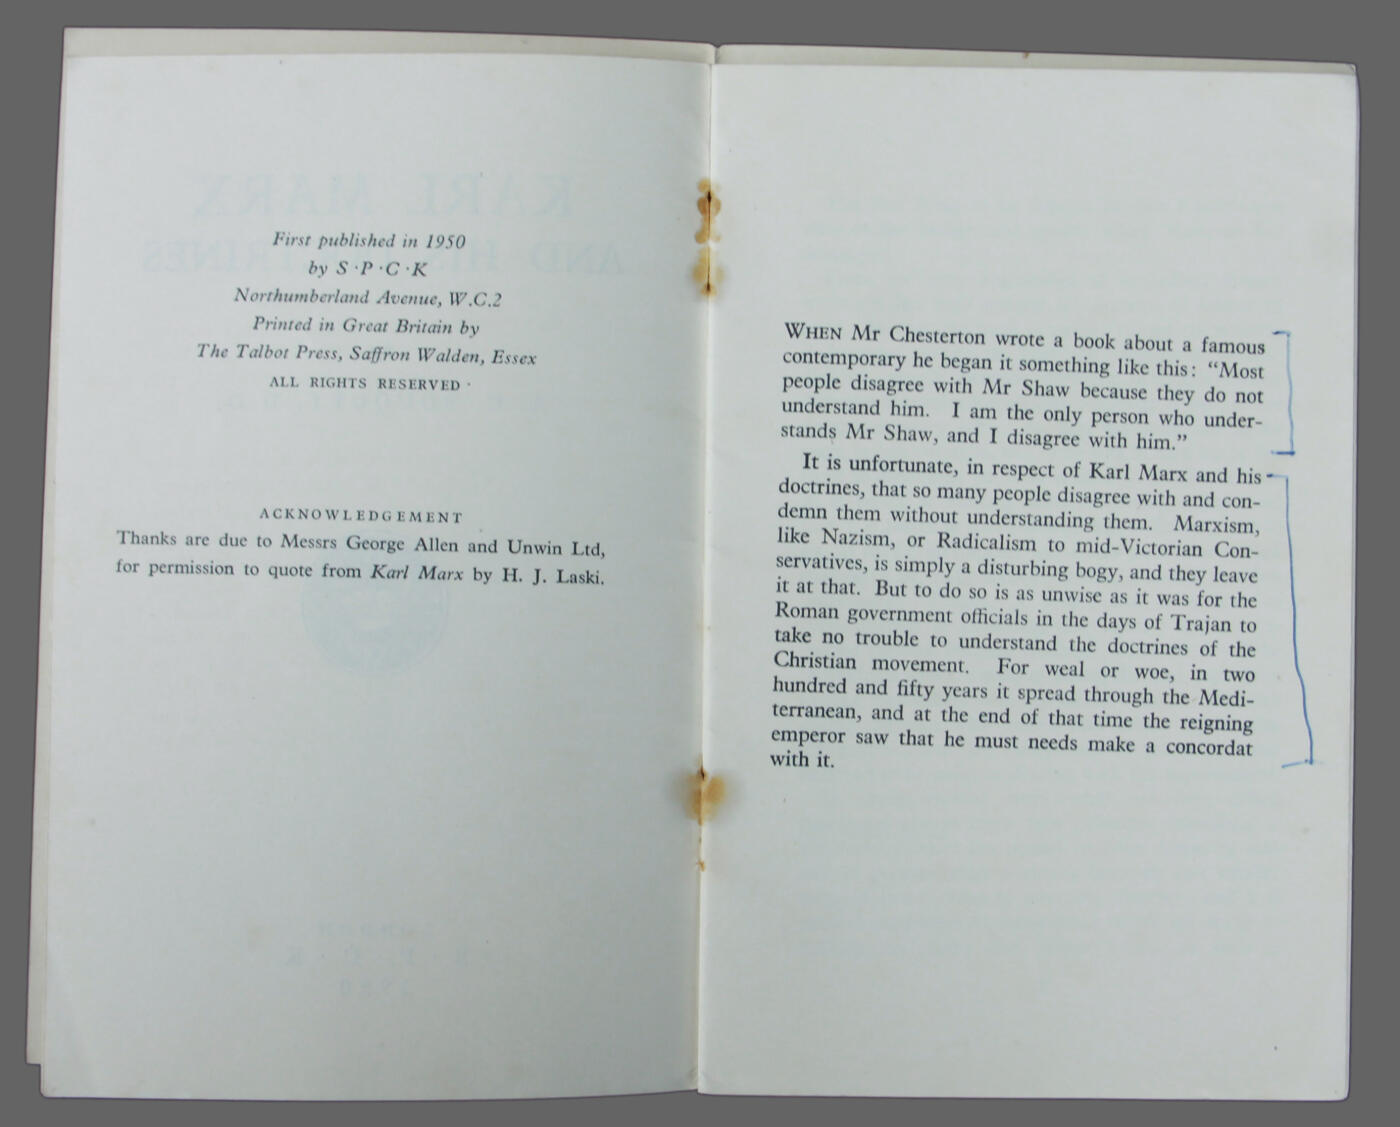 First published in 1950
by S·P·C·K
Northumberland Avenue, W.C.2
Printed in Great Britain by
The Talbot Press, Saffron Walden, Essex
ALL RIGHTS RESERVED
ACKNOWLEDGEMENT
Thanks are due to Messrs George Allen and Unwin Ltd,
for permission to quote from Karl Marx by H. J. Laski.
WHEN Mr Chesterton wrote a book about a famous
contemporary he began it something like this: “Most
people disagree with Mr Shaw because they do not
understand him. I am the only person who under-
stands Mr Shaw, and I disagree with him.”
It is unfortunate, in respect of Karl Marx and his
doctrines, that so many people disagree with and con-
demn them without understanding them. Marxism,
like Nazism, or Radicalism to mid-Victorian Con-
servatives, is simply a disturbing bogy, and they leave
it at that. But to do so is as unwise as it was for the
Roman government officials in the days of Trajan to
take no trouble to understand the doctrines of the
Christian movement. For weal or woe, in two
hundred and fifty years it spread through the Medi-
terranean, and at the end of that time the reigning
emperor saw that he must needs make a concordat
with it.